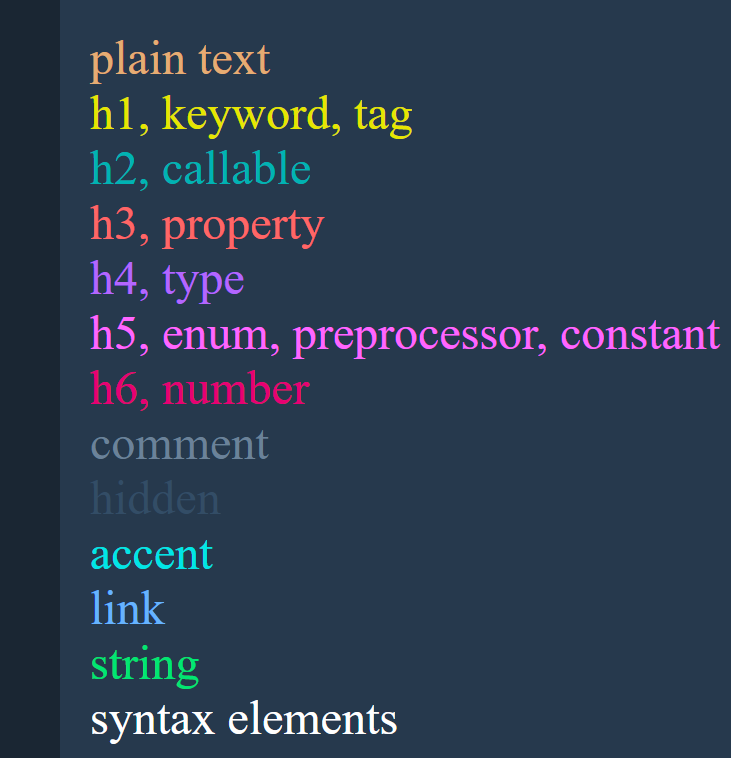 plain text
h1, keyword, tag
h2, callable
h3, property
h4, type
h5, enum, preprocessor, constant
h6, number
comment
hidden
accent
link
string
syntax elements